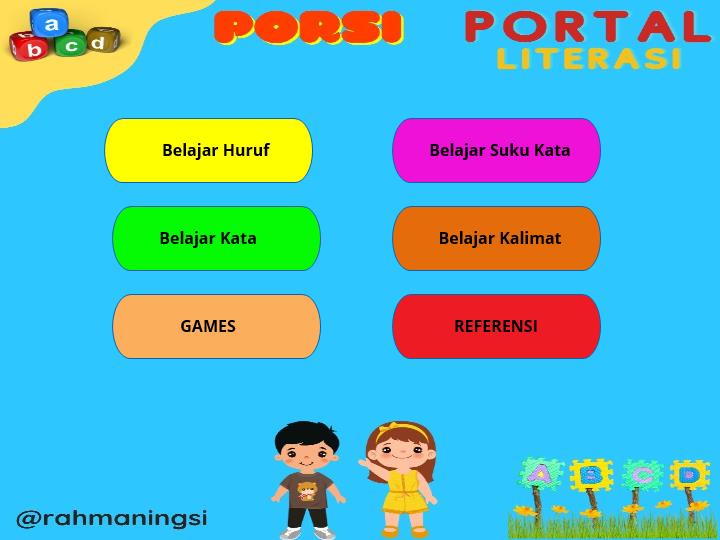 a
b c d
PORSI
PORTAL
LITERASI
Belajar Huruf
Belajar Suku Kata
Belajar Kata
Belajar Kalimat
GAMES
REFERENSI
A B C D
@rahmaningsi